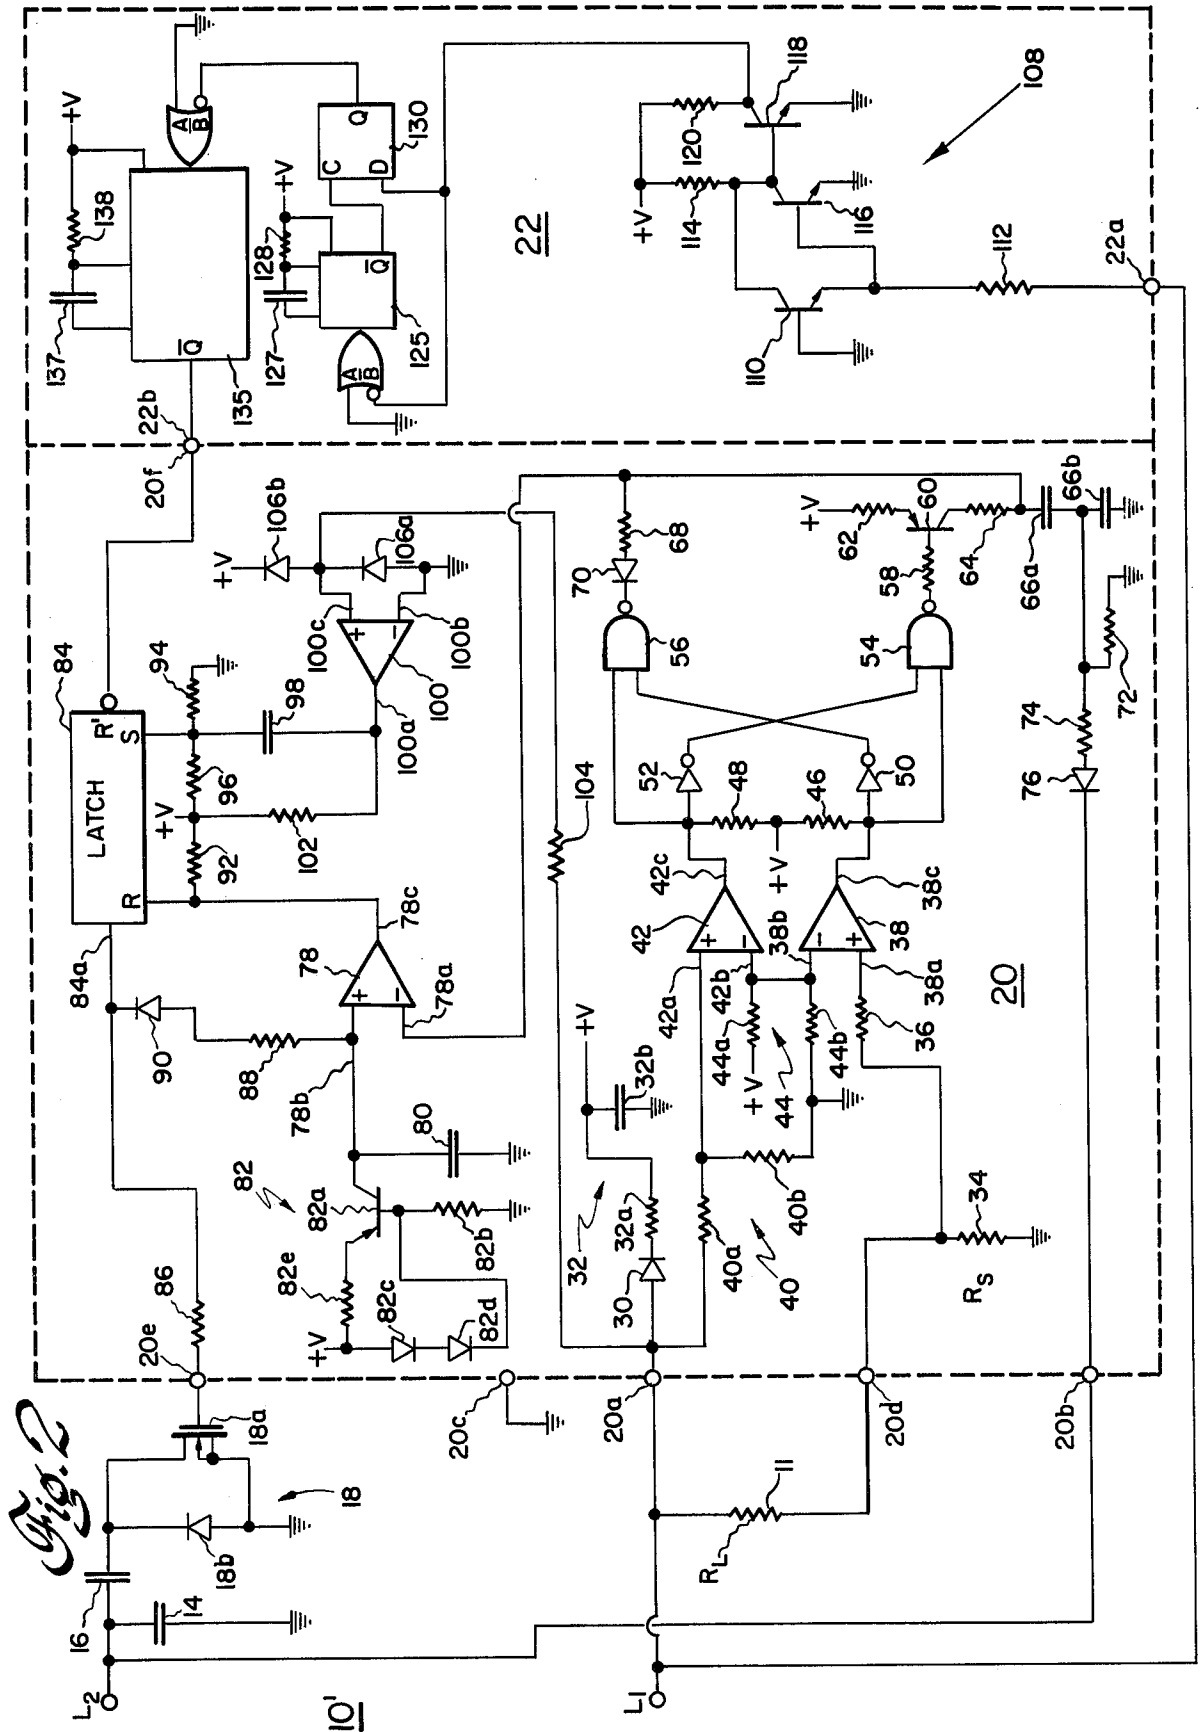 Fig. 2
10'
L2
16
14
18b
18
18a
20e
86
84a
LATCH
84
R
R'
S
90
88
78b
78
78a
78c
92
+V
96
94
98
102
100a
100
100b
100c
+
−
+
−
106a
106b
+V
20f
22b
82
82a
82b
82c
82d
82e
+V
80
20c
20a
30
32
32a
32b
+V
104
40
40a
40b
42a
42b
42
42c
+
−
44
44a
44b
+V
38b
38a
38
38c
−
+
36
34
RS
RL
11
20d
20b
L1
48
46
+V
52
50
56
54
70
68
58
60
62
+V
64
66a
66b
72
74
76
20
137
138
+V
Q
135
A
B
127
128
+V
Q
125
A
B
C
D
Q
130
22
+V
114
120
118
116
110
112
22a
108